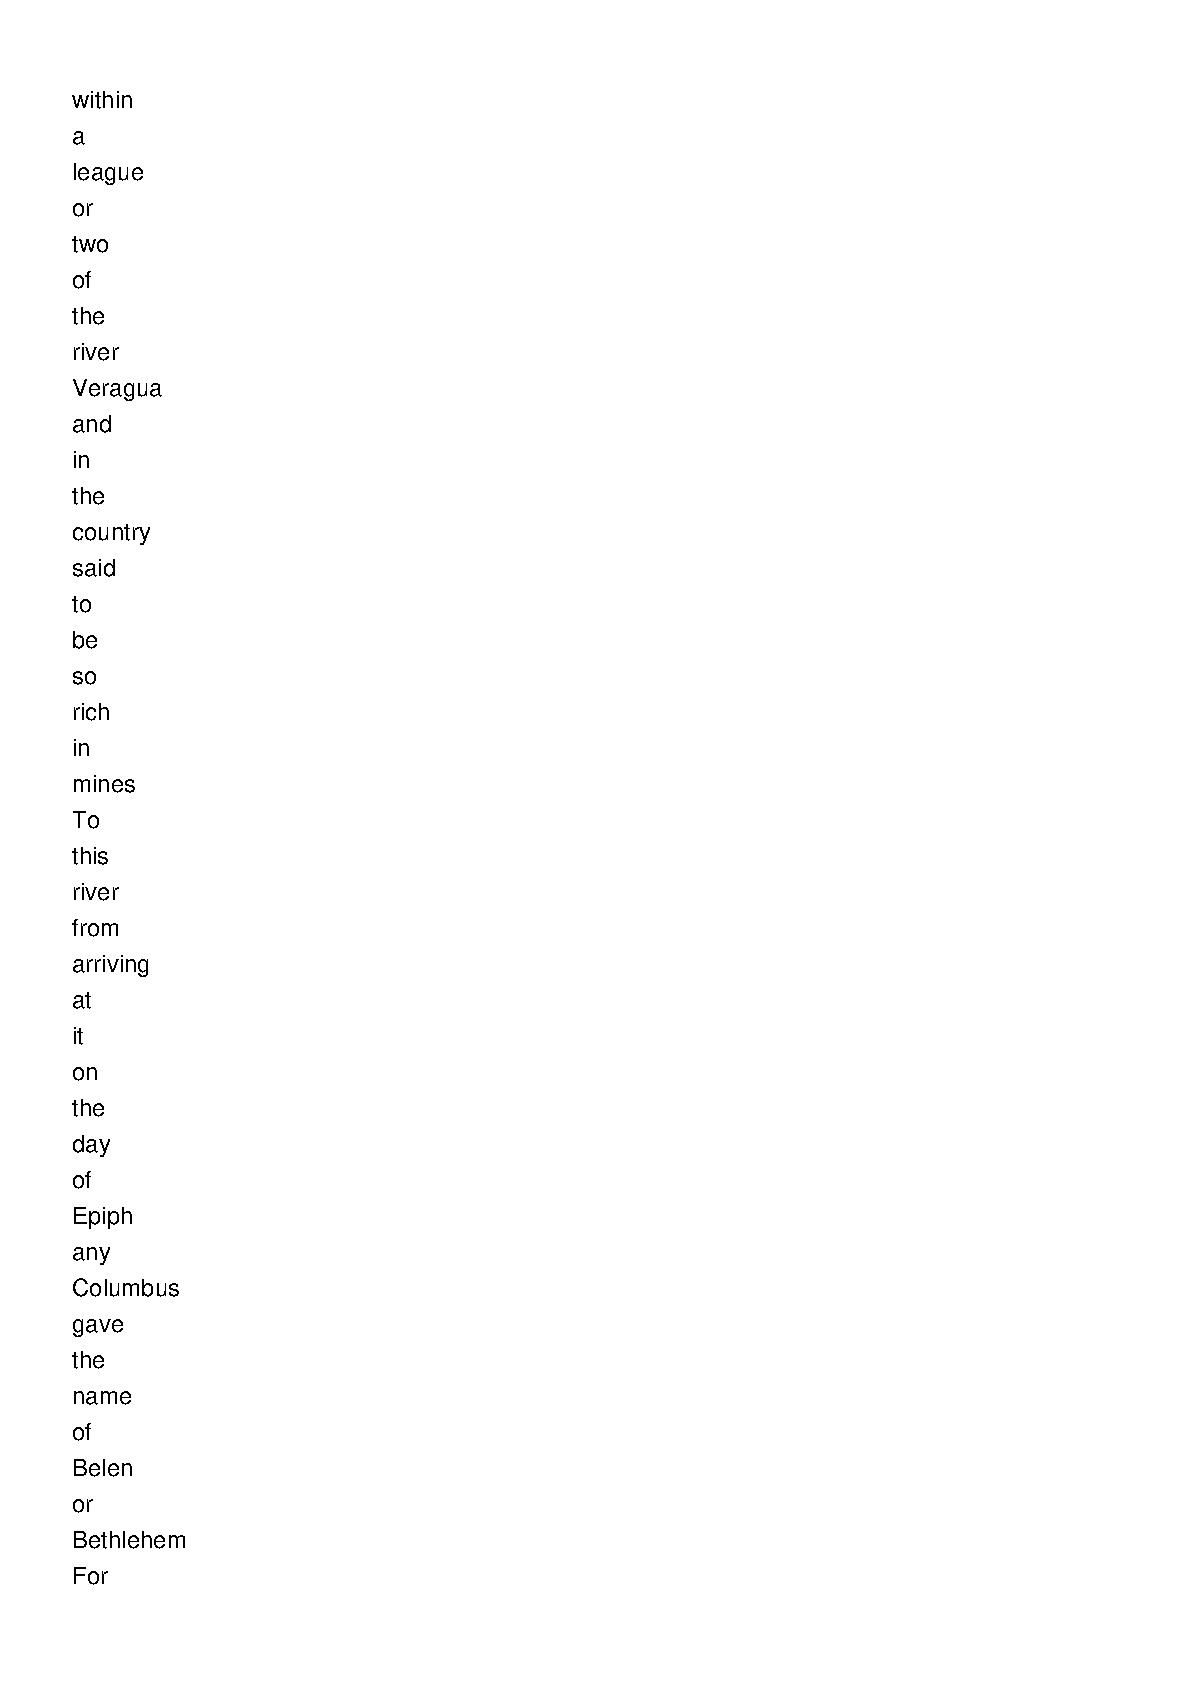 within
a
league
or
two
of
the
river
Veragua
and
in
the
country
said
to
be
so
rich
in
mines
To
this
river
from
arriving
at
it
on
the
day
of
Epiph
any
Columbus
gave
the
name
of
Belen
or
Bethlehem
For